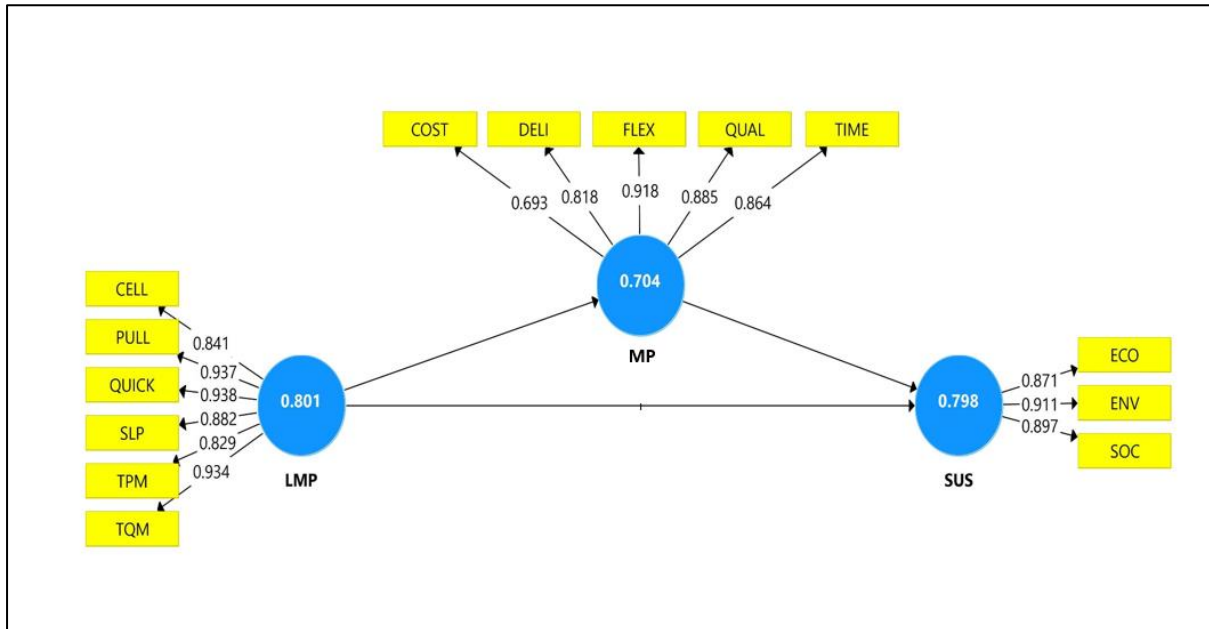 COST
DELI
FLEX
QUAL
TIME
0.693
0.818
0.918
0.885
0.864
0.704
MP
CELL
PULL
QUICK
SLP
TPM
TQM
0.841
0.937
0.938
0.882
0.829
0.934
0.801
LMP
0.798
SUS
0.871
0.911
0.897
ECO
ENV
SOC